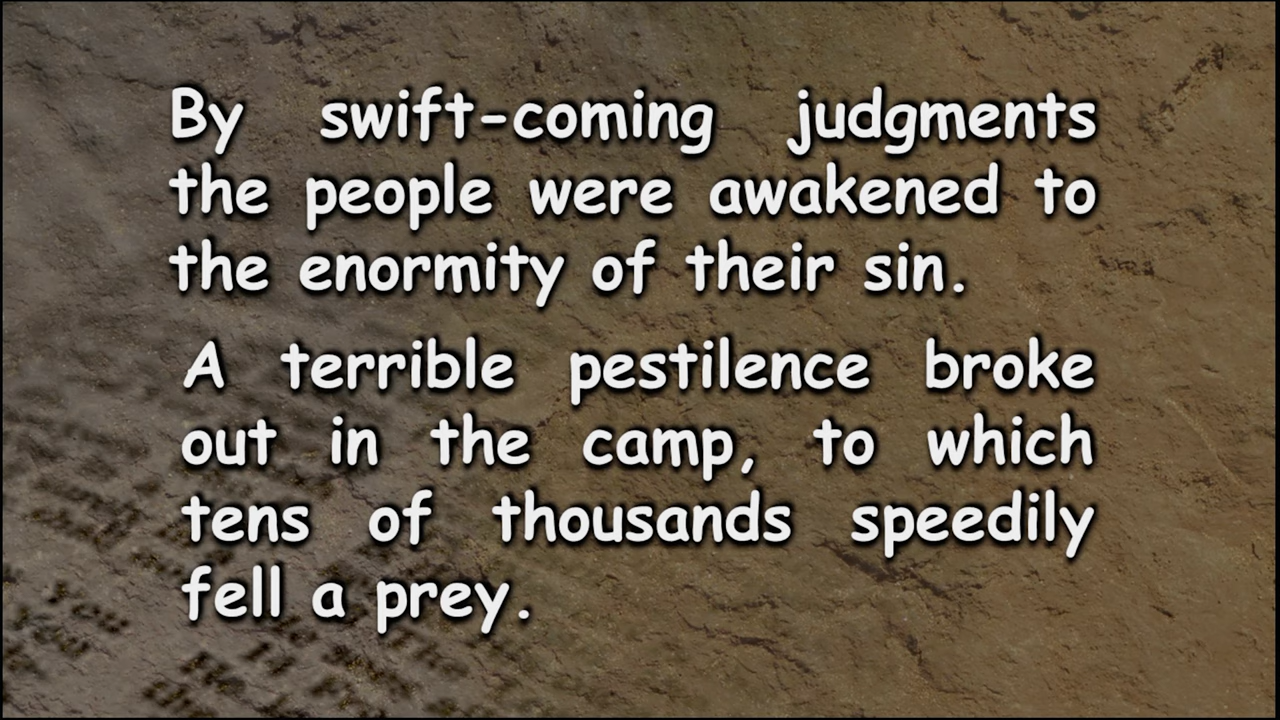 By swift-coming judgments
the people were awakened to
the enormity of their sin.
A terrible pestilence broke
out in the camp, to which
tens of thousands speedily
fell a prey.